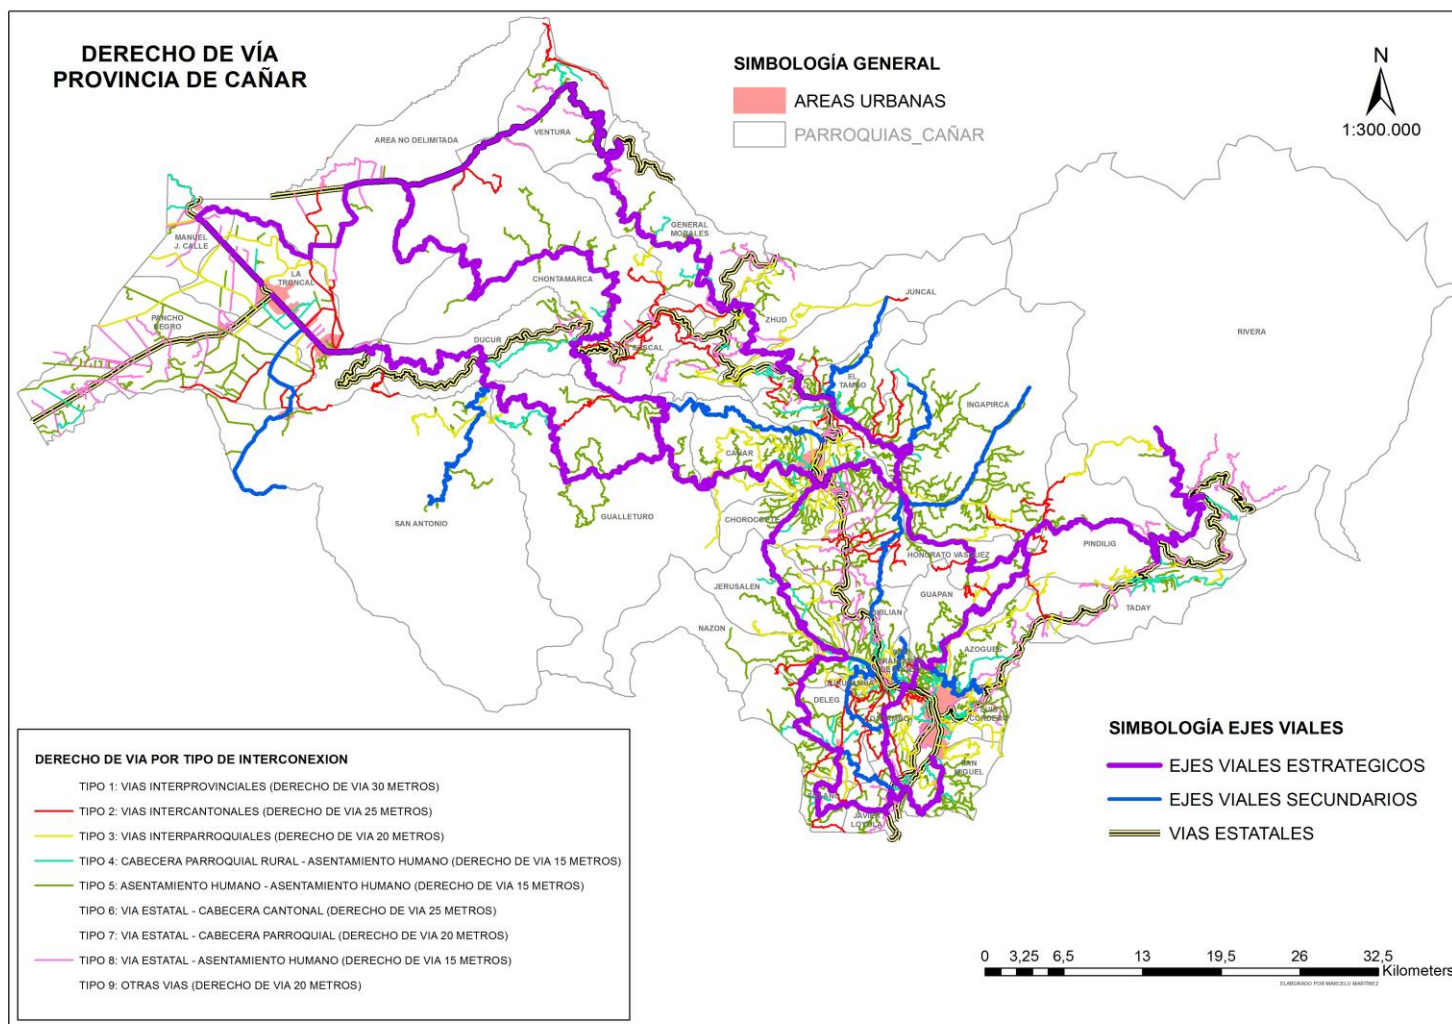 DERECHO DE VÍA
PROVINCIA DE CAÑAR
SIMBOLOGÍA GENERAL
AREAS URBANAS
PARROQUIAS_CAÑAR
N
1:300.000
AREA NO DELIMITADA
VENTURA
MANUEL
J. CALLE
GENERAL
MORALES
LA
TRONCAL
CHONTAMARCA
JUNCAL
PANCHO
NEGRO
ZHUD
RIVERA
DUCUR
SUSCAL
EL
TAMBO
INGAPIRCA
CAÑAR
SAN ANTONIO
GUALLETURO
CHOROCOPTE
HONORATO VASQUEZ
PINDILIG
JERUSALEN
GUAPAN
TADAY
NAZON
BIBLIAN
AZOGUES
DELEG
LUIS
CORDERO
SAN
MIGUEL
JAVIER
LOYOLA
DERECHO DE VIA POR TIPO DE INTERCONEXION
TIPO 1: VIAS INTERPROVINCIALES (DERECHO DE VIA 30 METROS)
TIPO 2: VIAS INTERCANTONALES (DERECHO DE VIA 25 METROS)
TIPO 3: VIAS INTERPARROQUIALES (DERECHO DE VIA 20 METROS)
TIPO 4: CABECERA PARROQUIAL RURAL - ASENTAMIENTO HUMANO (DERECHO DE VIA 15 METROS)
TIPO 5: ASENTAMIENTO HUMANO - ASENTAMIENTO HUMANO (DERECHO DE VIA 15 METROS)
TIPO 6: VIA ESTATAL - CABECERA CANTONAL (DERECHO DE VIA 25 METROS)
TIPO 7: VIA ESTATAL - CABECERA PARROQUIAL (DERECHO DE VIA 20 METROS)
TIPO 8: VIA ESTATAL - ASENTAMIENTO HUMANO (DERECHO DE VIA 15 METROS)
TIPO 9: OTRAS VIAS (DERECHO DE VIA 20 METROS)
SIMBOLOGÍA EJES VIALES
EJES VIALES ESTRATEGICOS
EJES VIALES SECUNDARIOS
VIAS ESTATALES
0 3,25 6,5 13 19,5 26 32,5
Kilometers
ELABORADO POR MARCELO MARTÍNEZ